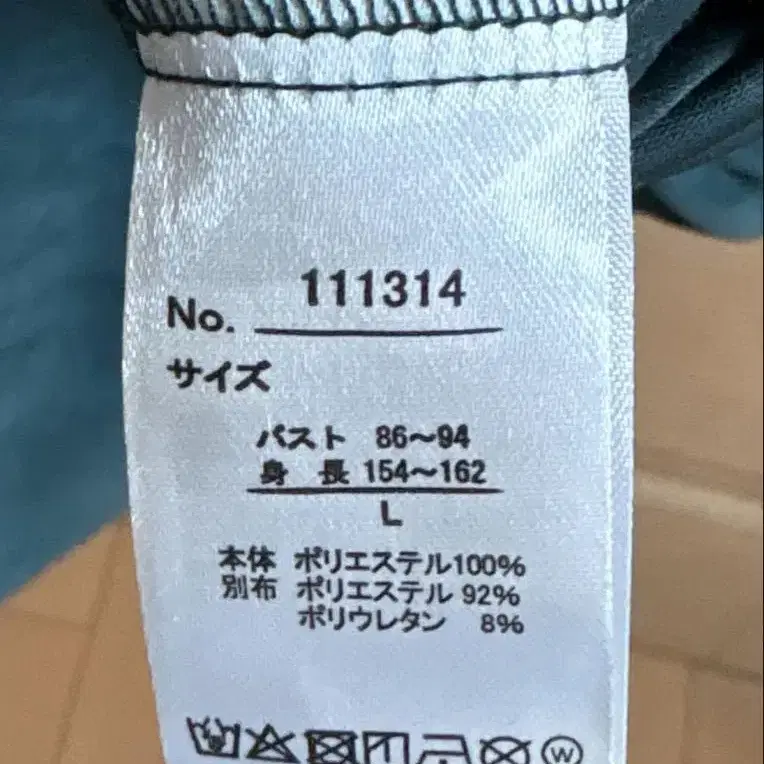 No. 111314
サイズ
バスト 86〜94
身 長 154〜162
L
本体 ポリエステル100%
別布 ポリエステル 92%
ポリウレタン 8%
W